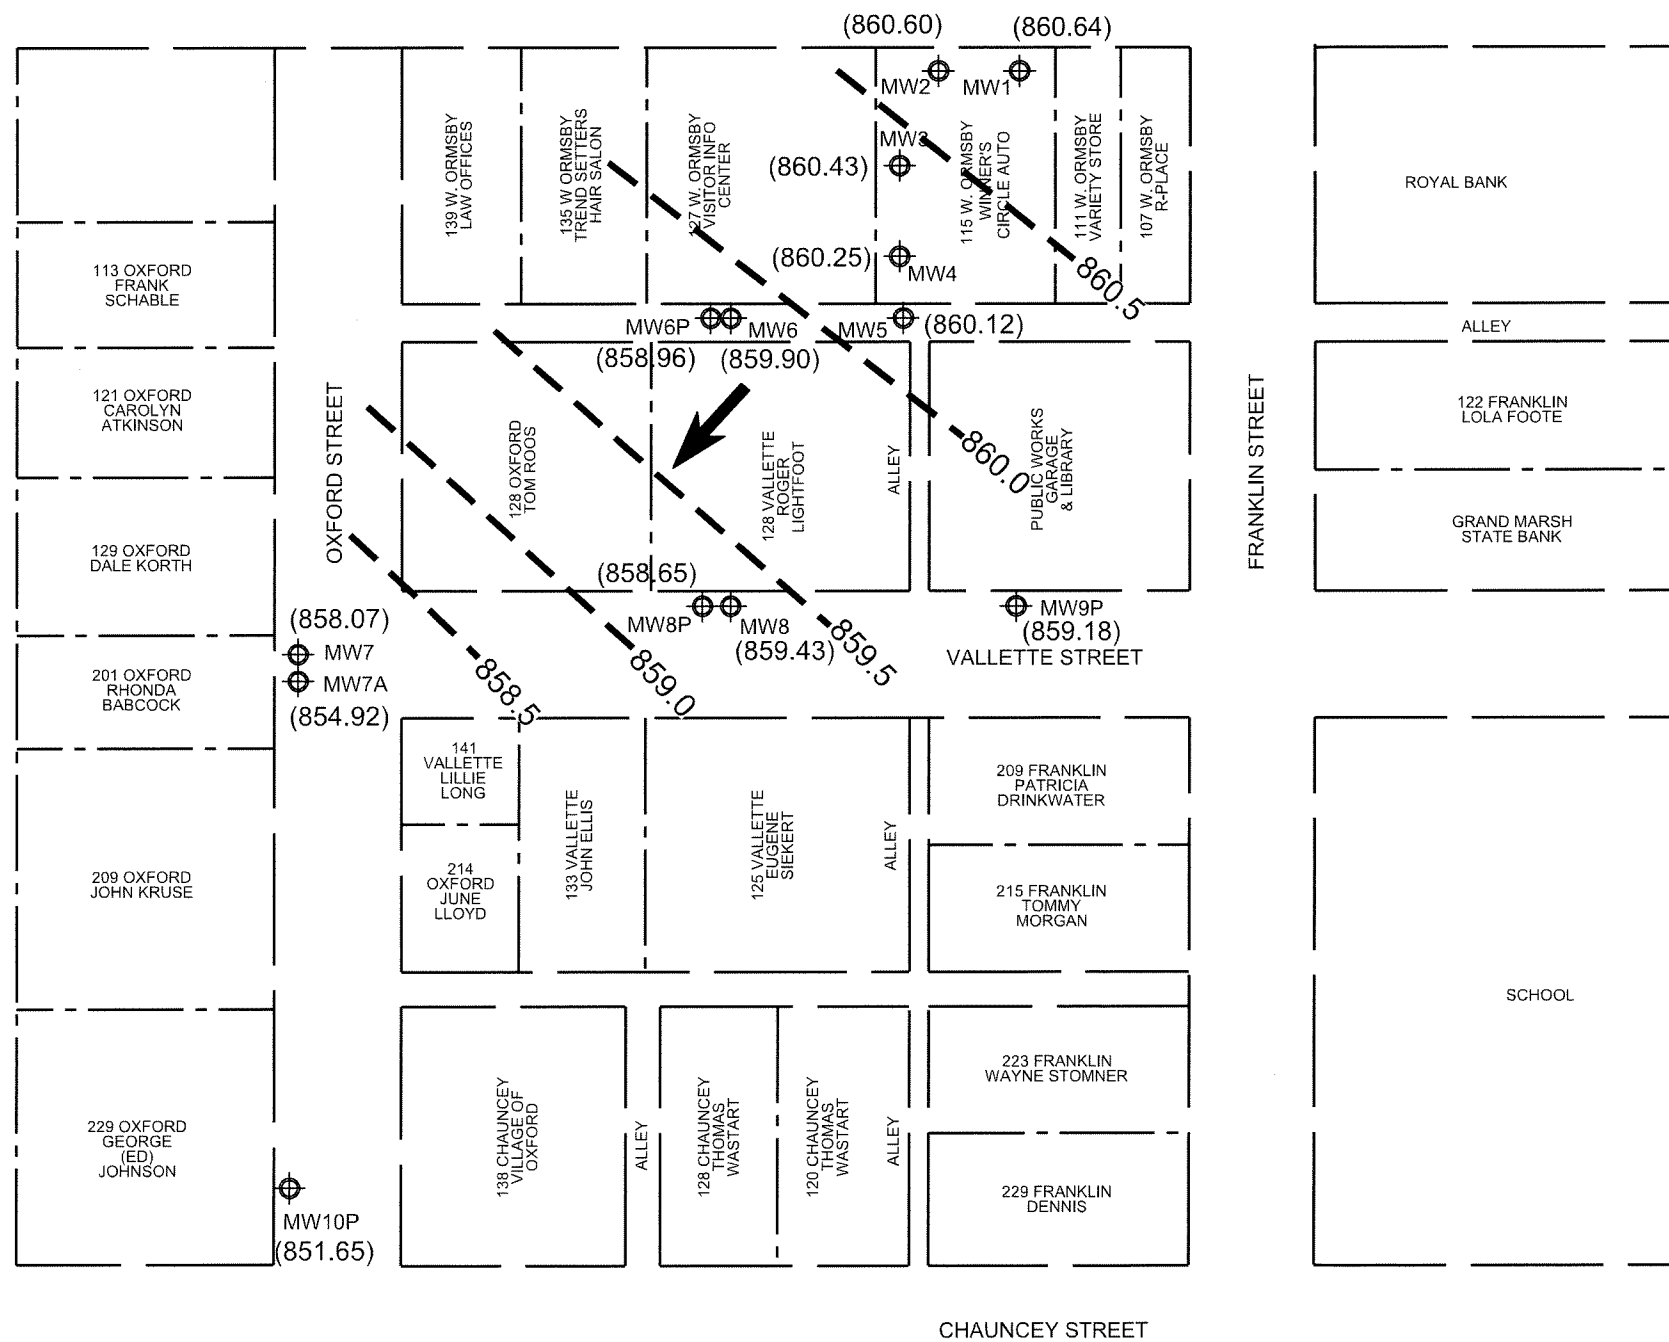 (860.60)
(860.64)
MW2
MW1
139 W. ORMSBY
LAW OFFICES
135 W ORMSBY
TREND SETTERS
HAIR SALON
127 W. ORMSBY
VISITOR INFO
CENTER
MW3
(860.43)
115 W. ORMSBY
WINNER'S
CIRCLE AUTO
111 W. ORMSBY
VARIETY STORE
107 W. ORMSBY
R-PLACE
ROYAL BANK
(860.25)
MW4
860.5
113 OXFORD
FRANK
SCHABLE
MW6P
MW6
MW5
(860.12)
ALLEY
(858.96)
(859.90)
121 OXFORD
CAROLYN
ATKINSON
OXFORD STREET
128 OXFORD
TOM ROOS
128 VALLETTE
ROGER
LIGHTFOOT
ALLEY
860.0
PUBLIC WORKS
GARAGE
& LIBRARY
FRANKLIN STREET
122 FRANKLIN
LOLA FOOTE
GRAND MARSH
STATE BANK
129 OXFORD
DALE KORTH
(858.65)
MW8P
MW8
(859.43)
MW9P
(859.18)
VALLETTE STREET
(858.07)
MW7
MW7A
(854.92)
858.5
859.0
859.5
201 OXFORD
RHONDA
BABCOCK
141
VALLETTE
LILLIE
LONG
133 VALLETTE
JOHN ELLIS
125 VALLETTE
EUGENE
SIEKERT
ALLEY
209 FRANKLIN
PATRICIA
DRINKWATER
209 OXFORD
JOHN KRUSE
214
OXFORD
JUNE
LLOYD
215 FRANKLIN
TOMMY
MORGAN
SCHOOL
229 OXFORD
GEORGE
(ED)
JOHNSON
138 CHAUNCEY
VILLAGE OF
OXFORD
ALLEY
128 CHAUNCEY
THOMAS
WASTART
120 CHAUNCEY
THOMAS
WASTART
ALLEY
223 FRANKLIN
WAYNE STOMNER
229 FRANKLIN
DENNIS
MW10P
(851.65)
CHAUNCEY STREET